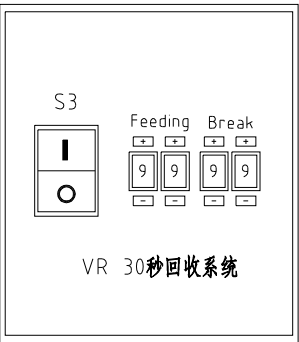 S3
Feeding Break
+ + + +
I
9 9 9 9
O
- - - -
VR 30秒回收系统